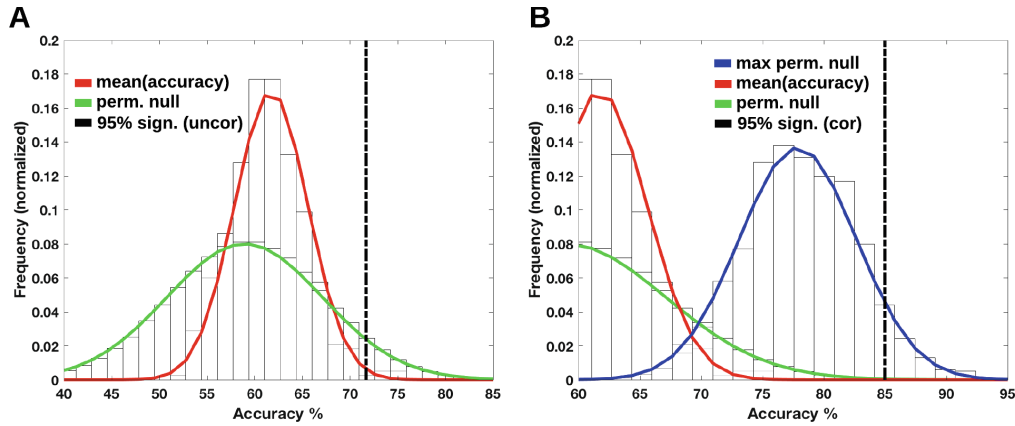 A
0.2
0.18
0.16
0.14
0.12
0.1
0.08
0.06
0.04
0.02
0
Frequency (normalized)
mean(accuracy)
perm. null
95% sign. (uncor)
40 45 50 55 60 65 70 75 80 85
Accuracy %
B
0.2
0.18
0.16
0.14
0.12
0.1
0.08
0.06
0.04
0.02
0
Frequency (normalized)
max perm. null
mean(accuracy)
perm. null
95% sign. (cor)
60 65 70 75 80 85 90 95
Accuracy %